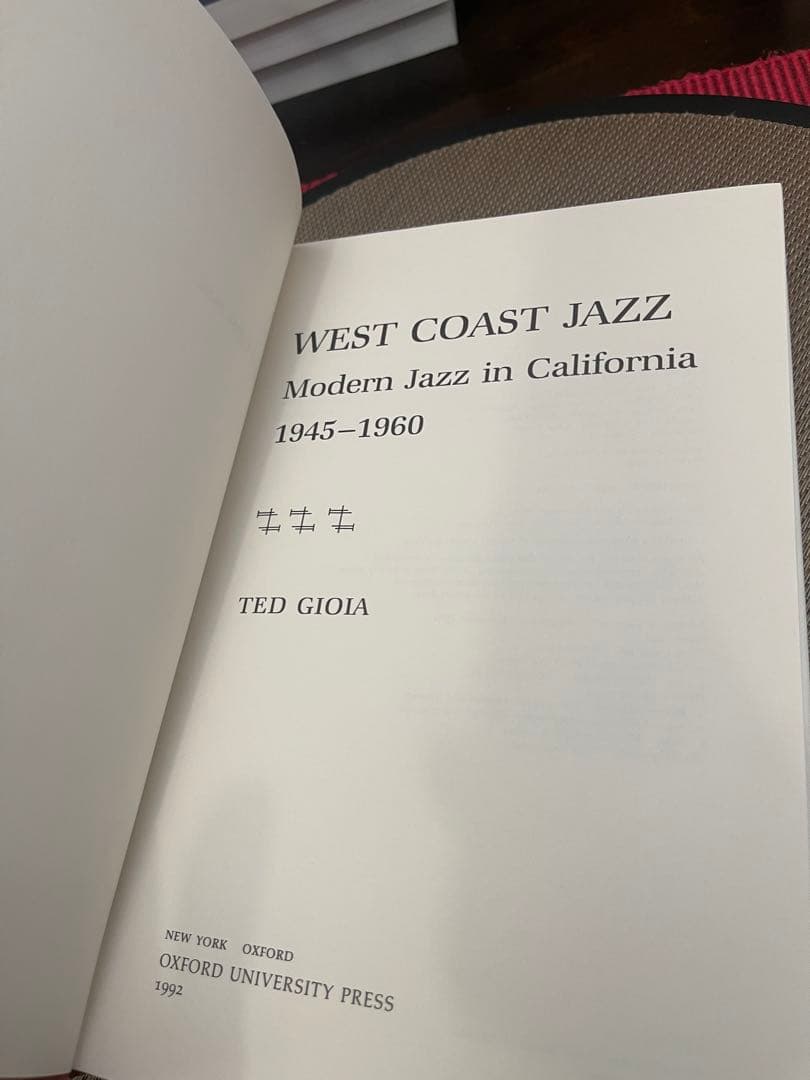 WEST COAST JAZZ
Modern Jazz in California
1945–1960
TED GIOIA
NEW YORK OXFORD
OXFORD UNIVERSITY PRESS
1992